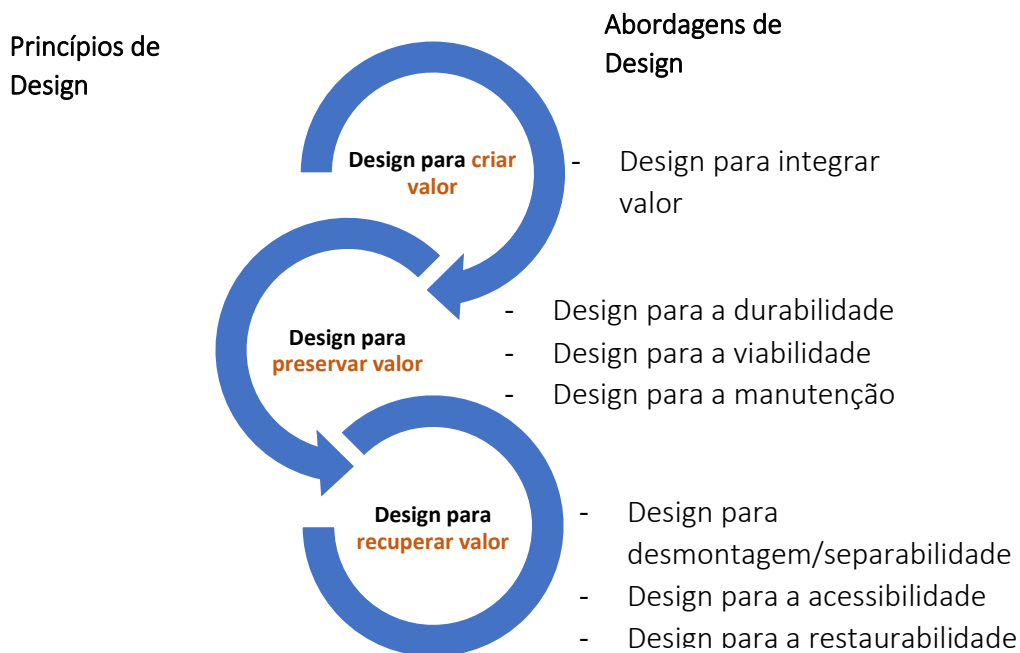 Princípios de
Design
Abordagens de
Design
Design para criar
valor
- Design para integrar
valor
Design para
preservar valor
- Design para a durabilidade
- Design para a viabilidade
- Design para a manutenção
Design para
recuperar valor
- Design para
desmontagem/separabilidade
- Design para a acessibilidade
- Design para a restaurabilidade